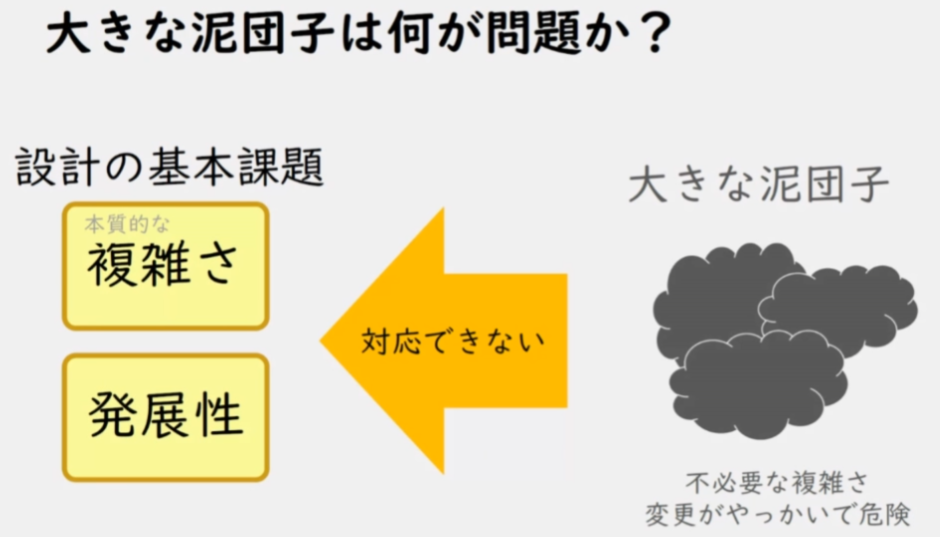 大きな泥団子は何が問題か？
設計の基本課題
本質的な
複雑さ
発展性
対応できない
大きな泥団子
不必要な複雑さ
変更がやっかいで危険